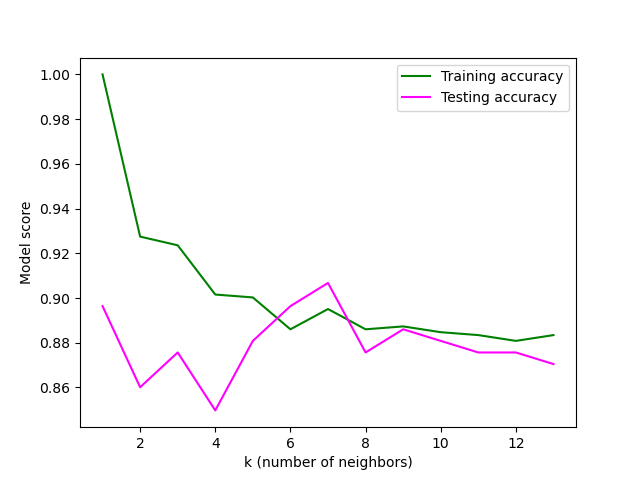 Training accuracy
Testing accuracy
Model score
1.00
0.98
0.96
0.94
0.92
0.90
0.88
0.86
2 4 6 8 10 12
k (number of neighbors)